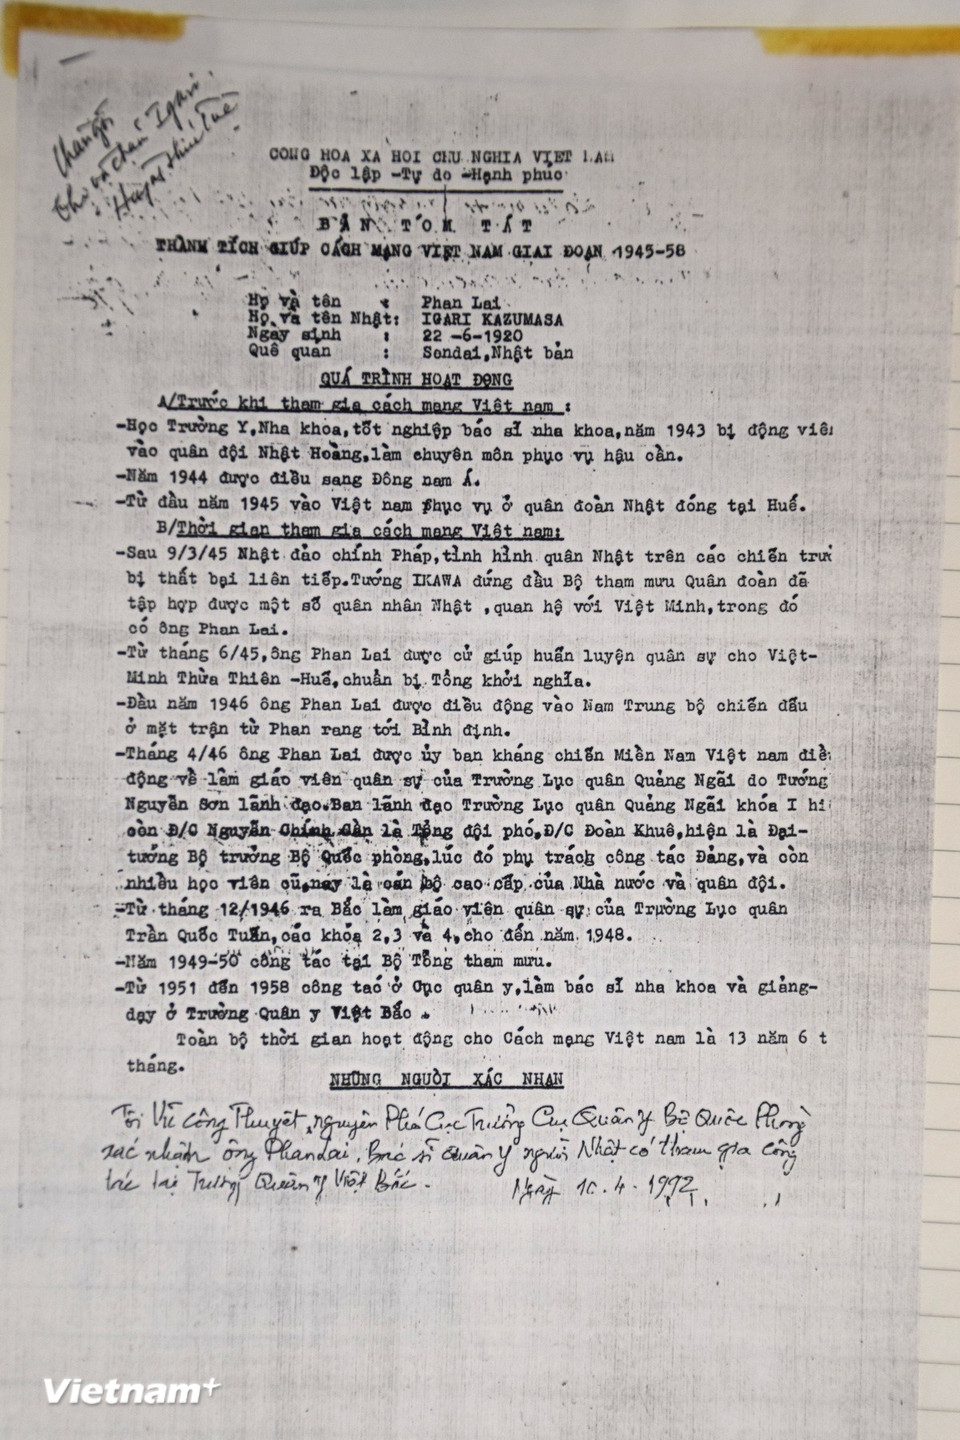 Igari
CONG HOA XA HOI CHU NGHIA VIET NAM
Độc lập -Tự do -Hạnh phúc
BẢN TÓM TẮT
THÀNH TÍCH GIÚP CÁCH MẠNG VIỆT NAM GIAI ĐOẠN 1945-58
Họ và tên : Phan Lai
Họ và tên Nhật: IGARI KAZUMASA
Ngày sinh : 22 -6-1920
Quê quan : Sendai,Nhật bản
QUÁ TRÌNH HOẠT ĐỘNG
A/Trước khi tham gia cách mạng Việt nam :
-Học Trường Y,Nha khoa,tốt nghiệp bác sĩ nha khoa,năm 1943 bị động viên
vào quân đội Nhật Hoàng,làm chuyên môn phục vụ hậu cần.
-Năm 1944 được điều sang Đông nam Á.
-Từ đầu năm 1945 vào Việt nam phục vụ ở quân đoàn Nhật đóng tại Huế.
B/Thời gian tham gia cách mạng Việt nam:
-Sau 9/3/45 Nhật đảo chính Pháp,tình hình quân Nhật trên các chiến trườ
bị thất bại liên tiếp.Tướng IKAWA đứng đầu Bộ tham mưu Quân đoàn đã
tập hợp được một số quân nhân Nhật ,quan hệ với Việt Minh,trong đó
có ông Phan Lai.
-Từ tháng 6/45,ông Phan Lai được cử giúp huấn luyện quân sự cho Việt-
Minh Thừa Thiên -Huế,chuẩn bị Tổng khởi nghĩa.
-Đầu năm 1946 ông Phan Lai được điều động vào Nam Trung bộ chiến đấu
ở mặt trận từ Phan rang tới Bình định.
-Tháng 4/46 ông Phan Lai được ủy ban kháng chiến Miền Nam Việt nam điều
động về làm giáo viên quân sự của Trường Lục quân Quảng Ngãi do Tướng
Nguyễn Sơn lãnh đạo.Ban lãnh đạo Trường Lục quân Quảng Ngãi khóa I hi
còn Đ/C Nguyễn Chính Cần là Tổng đội phó,Đ/C Đoàn Khuê,hiện là Đại-
tướng Bộ trưởng Bộ Quốc phòng,lúc đó phụ trách công tác Đảng,và còn
nhiều học viên cũ,nay là cán bộ cao cấp của Nhà nước và quân đội.
-Từ tháng 12/1946 ra Bắc làm giáo viên quân sự của Trường Lục quân
Trần Quốc Tuấn,các khóa 2,3 và 4,cho đến năm 1948.
-Năm 1949-50 công tác tại Bộ Tổng tham mưu.
-Từ 1951 đến 1958 công tác ở Cục quân y,làm bác sĩ nha khoa và giảng-
dạy ở Trường Quân y Việt Bắc .
Toàn bộ thời gian hoạt động cho Cách mạng Việt nam là 13 năm 6 t
tháng.
NHỮNG NGƯỜI XÁC NHẬN
Tôi Vũ Công Thuyết, nguyên Phó Cục Trưởng Cục Quân Y Bộ Quốc Phòng
xác nhận ông Phan Lai, Bác sĩ Quân Y người Nhật có tham gia công
tác tại Trường Quân Y Việt Bắc.
Ngày 10.4.1992
Vietnam+